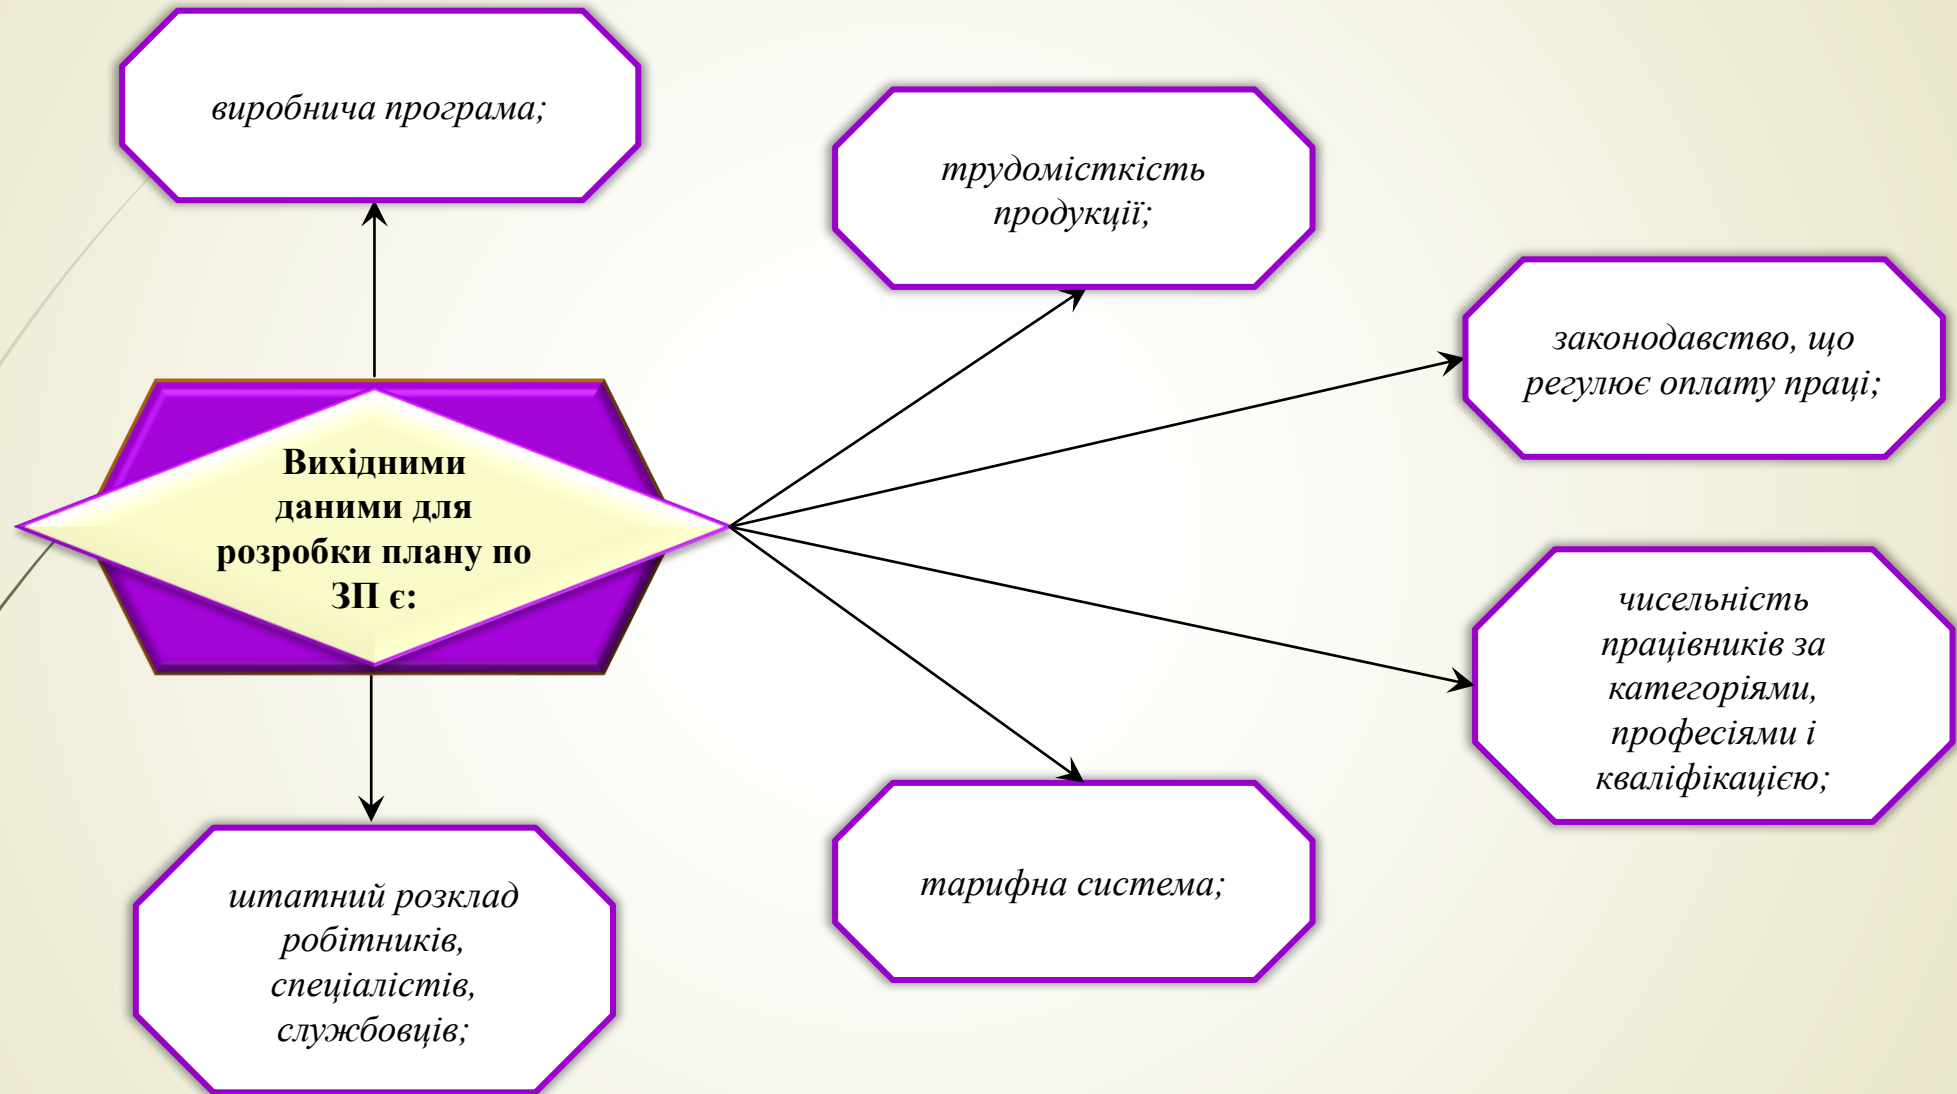 виробнича програма;
трудомісткість
продукції;
законодавство, що
регулює оплату праці;
Вихідними
даними для
розробки плану по
ЗП є:
чисельність
працівників за
категоріями,
професіями і
кваліфікацією;
штатний розклад
робітників,
спеціалістів,
службовців;
тарифна система;